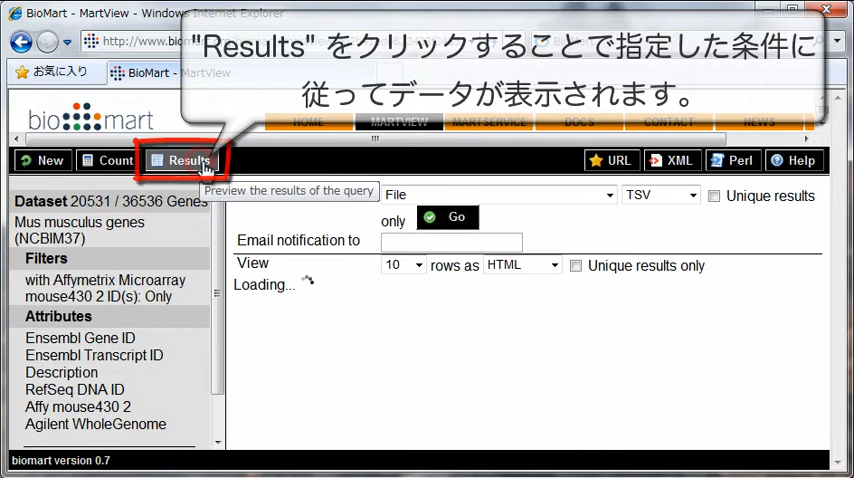 BioMart - MartView - Windows Internet Explorer
"Results" をクリックすることで指定した条件に
従ってデータが表示されます。
http://www.bio
お気に入り
BioMart - MartView
biomart
HOME MARTVIEW MARTSERVICE DOCS CONTACT NEWS
New Count Results URL XML Perl Help
Preview the results of the query
Dataset 20531 / 36536 Genes
Mus musculus genes
(NCBIM37)
Filters
with Affymetrix Microarray
mouse430 2 ID(s): Only
Attributes
Ensembl Gene ID
Ensembl Transcript ID
Description
RefSeq DNA ID
Affy mouse430 2
Agilent WholeGenome
File TSV Unique results
only Go
Email notification to
View 10 rows as HTML Unique results only
Loading...
biomart version 0.7